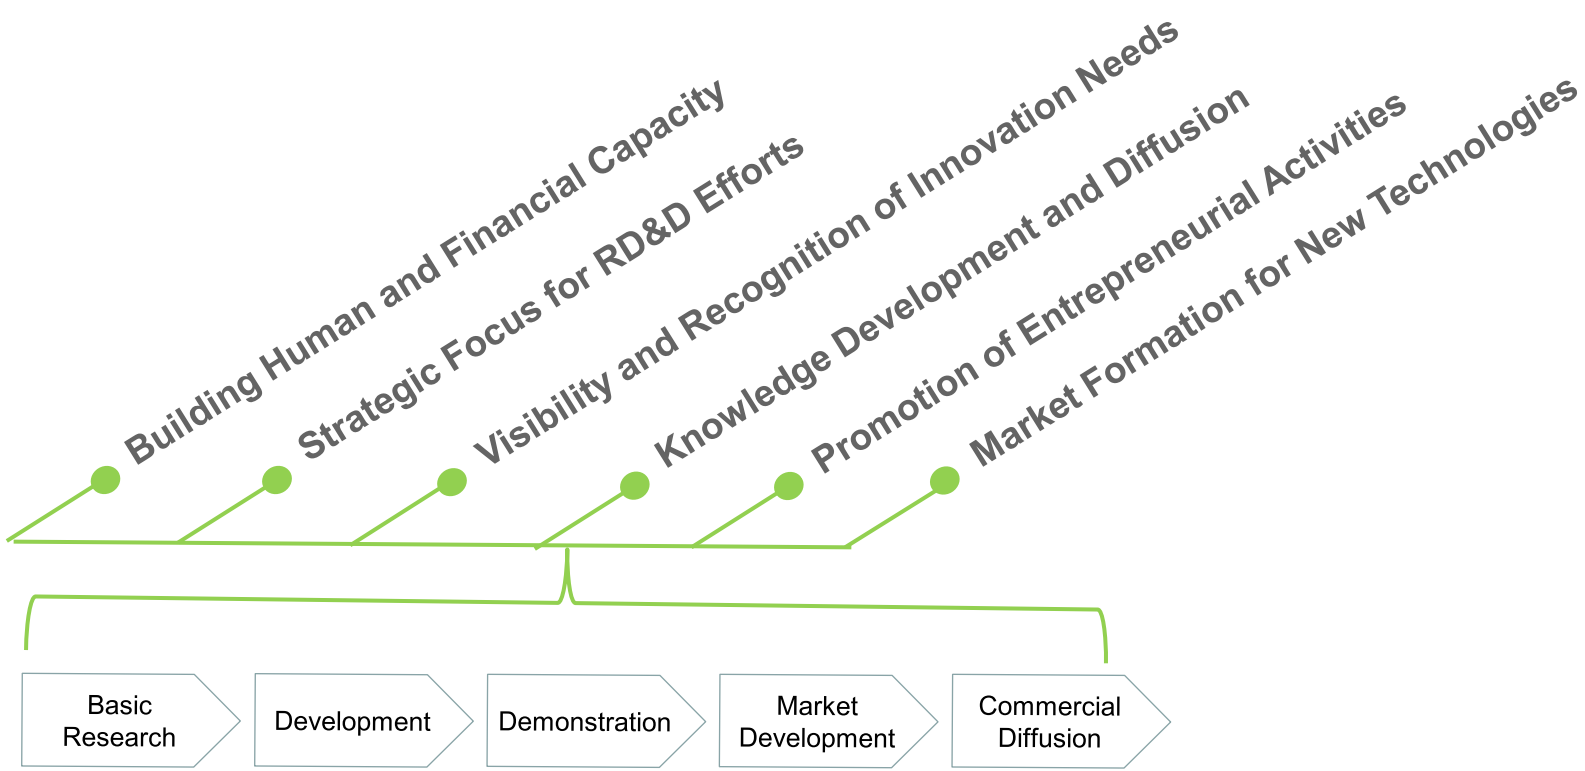 Building Human and Financial Capacity
Strategic Focus for RD&D Efforts
Visibility and Recognition of Innovation Needs
Knowledge Development and Diffusion
Promotion of Entrepreneurial Activities
Market Formation for New Technologies
Basic
Research
Development
Demonstration
Market
Development
Commercial
Diffusion